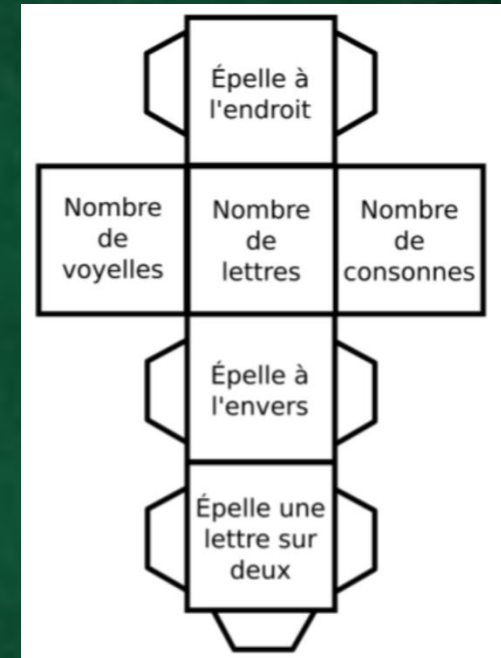 Épelle à
l'endroit
Nombre
de
voyelles
Nombre
de
lettres
Nombre
de
consonnes
Épelle à
l'envers
Épelle une
lettre sur
deux